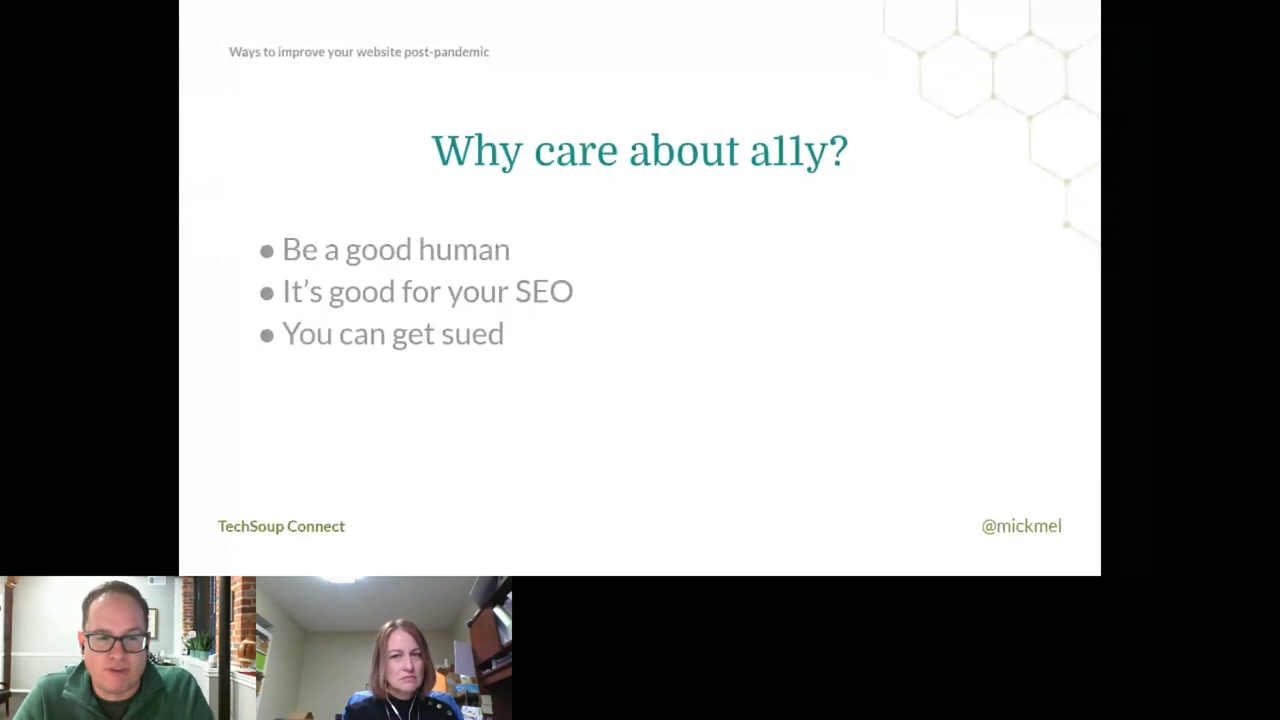 Ways to improve your website post-pandemic
Why care about a11y?
● Be a good human
● It’s good for your SEO
● You can get sued
TechSoup Connect
@mickmel